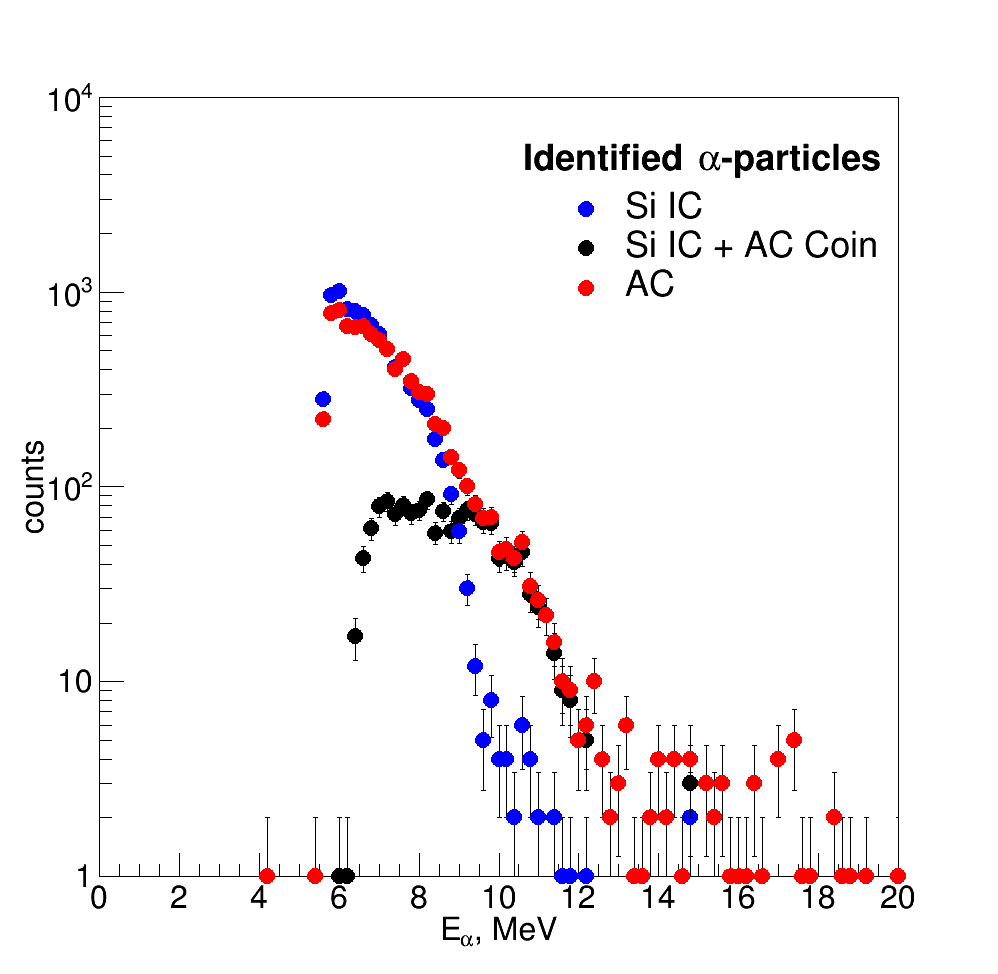 10⁴
Identified α-particles
Si IC
Si IC + AC Coin
AC
10³
counts
10²
10
1
0 2 4 6 8 10 12 14 16 18 20
Eα, MeV